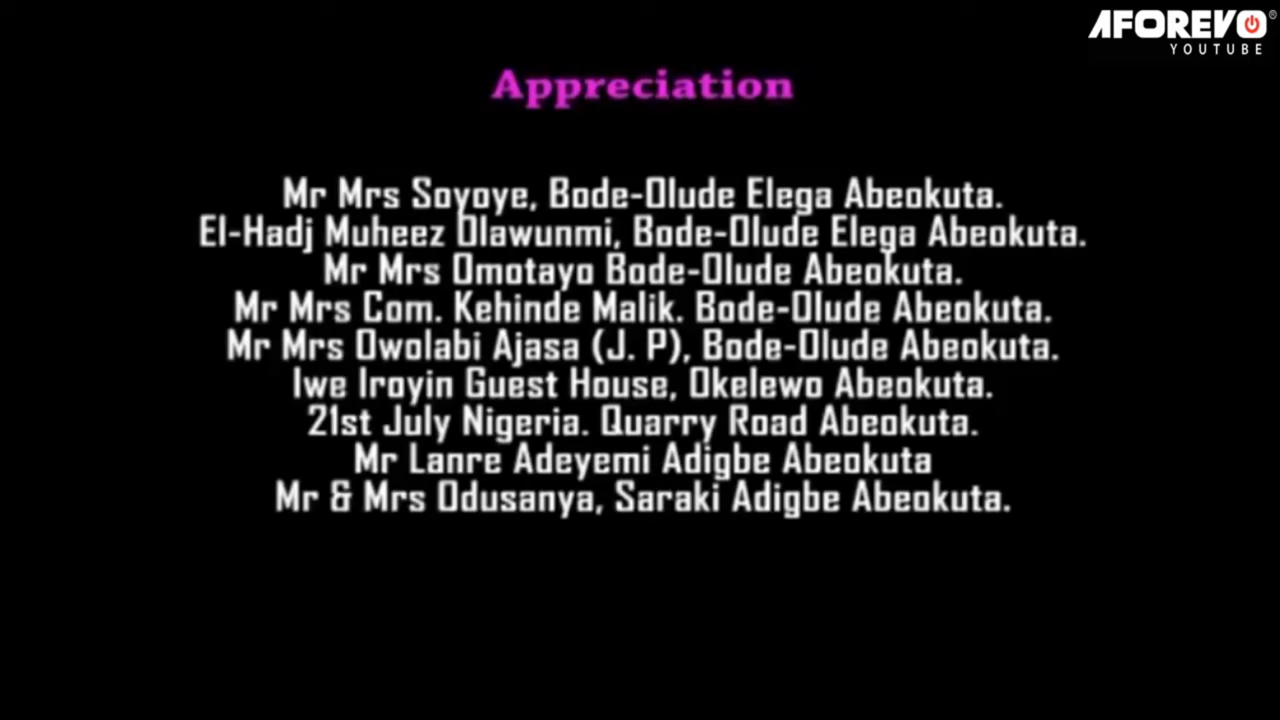 AFOREVO
YOUTUBE
Appreciation
Mr Mrs Soyoye, Bode-Olude Elega Abeokuta.
El-Hadj Muheez Olawunmi, Bode-Olude Elega Abeokuta.
Mr Mrs Omotayo Bode-Olude Abeokuta.
Mr Mrs Com. Kehinde Malik. Bode-Olude Abeokuta.
Mr Mrs Owolabi Ajasa (J. P), Bode-Olude Abeokuta.
Iwe Iroyin Guest House, Okelewo Abeokuta.
21st July Nigeria. Quarry Road Abeokuta.
Mr Lanre Adeyemi Adigbe Abeokuta
Mr & Mrs Odusanya, Saraki Adigbe Abeokuta.